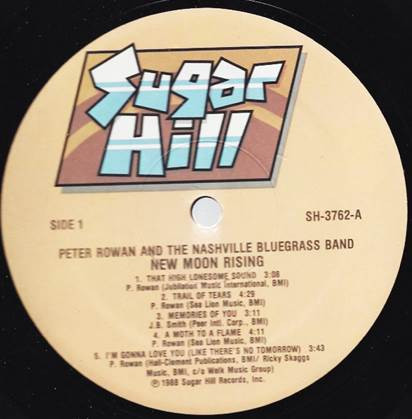 Sugar
Hill
SIDE 1
SH-3762-A
PETER ROWAN AND THE NASHVILLE BLUEGRASS BAND
NEW MOON RISING
1. THAT HIGH LONESOME SOUND 3:08
P. Rowan (Jubilation Music International, BMI)
2. TRAIL OF TEARS 4:29
P. Rowan (Sea Lion Music, BMI)
3. MEMORIES OF YOU 3:11
J.B. Smith (Peer Intl. Corp., BMI)
4. A MOTH TO A FLAME 4:11
P. Rowan (Sea Lion Music, BMI)
5. I'M GONNA LOVE YOU (LIKE THERE'S NO TOMORROW) 3:43
P. Rowan (Hall-Clement Publications, BMI/ Ricky Skaggs
Music, BMI, c/o Welk Music Group)
Ⓟ1988 Sugar Hill Records, Inc.